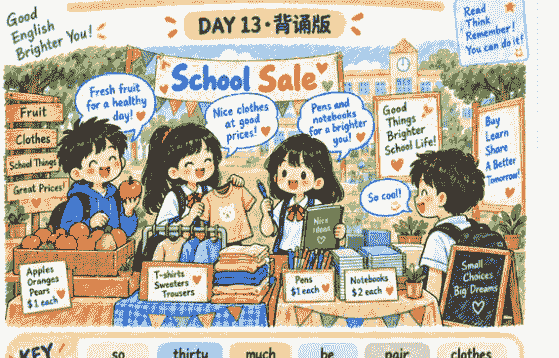 Good
English
Brighter You!
DAY 13·背诵版
Read
Think
Remember!
You can do it!
School Sale
Fresh fruit
for a healthy
day!
Nice clothes
at good
prices!
Pens and
notebooks
for a brighter
you!
Fruit
Clothes
School Things
Great Prices!
Good
Things
Brighter
School Life!
Buy
Learn
Share
A Better
Tomorrow!
So cool!
Nice
ideas
Apples
Oranges
Pears
$1 each
T-shirts
Sweaters
Trousers
Pens
$1 each
Notebooks
$2 each
Small
Choices
Big Dreams
KEY
so
thirty
much
be
pair
clothes